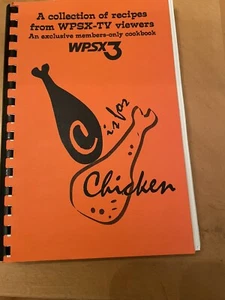 A collection of recipes
from WPSX-TV viewers
An exclusive members-only cookbook
WPSX3
C is for
Chicken